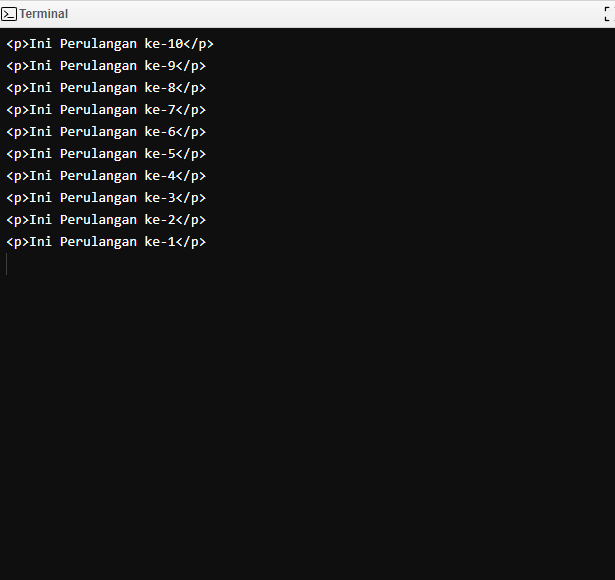 Terminal
<p>Ini Perulangan ke-10</p>
<p>Ini Perulangan ke-9</p>
<p>Ini Perulangan ke-8</p>
<p>Ini Perulangan ke-7</p>
<p>Ini Perulangan ke-6</p>
<p>Ini Perulangan ke-5</p>
<p>Ini Perulangan ke-4</p>
<p>Ini Perulangan ke-3</p>
<p>Ini Perulangan ke-2</p>
<p>Ini Perulangan ke-1</p>